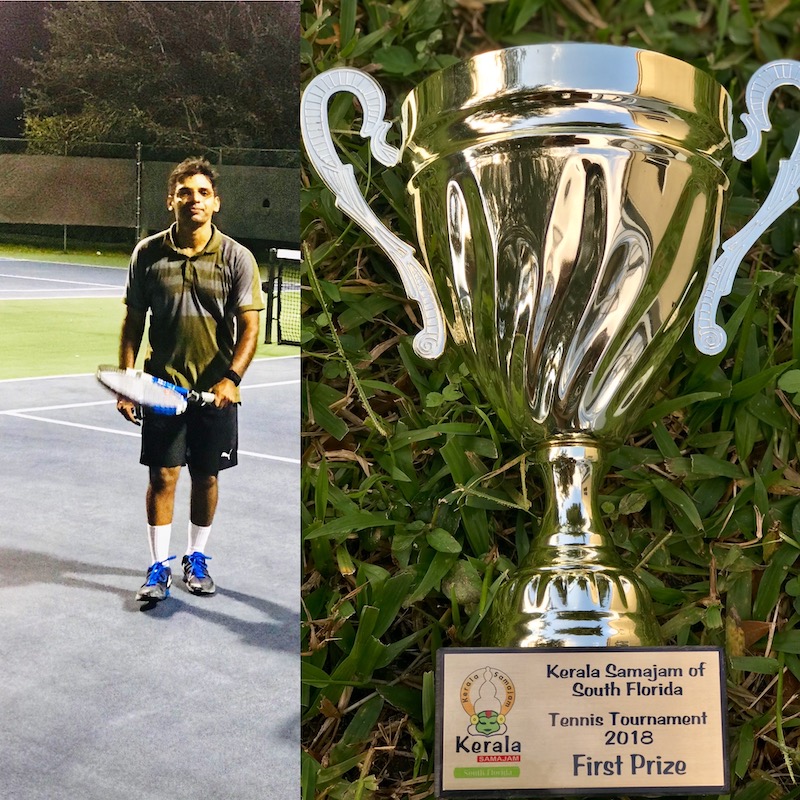 Kerala Samajam of
South Florida
Tennis Tournament
2018
First Prize
Kerala Samajam
Kerala
SAMAJAM
South Florida